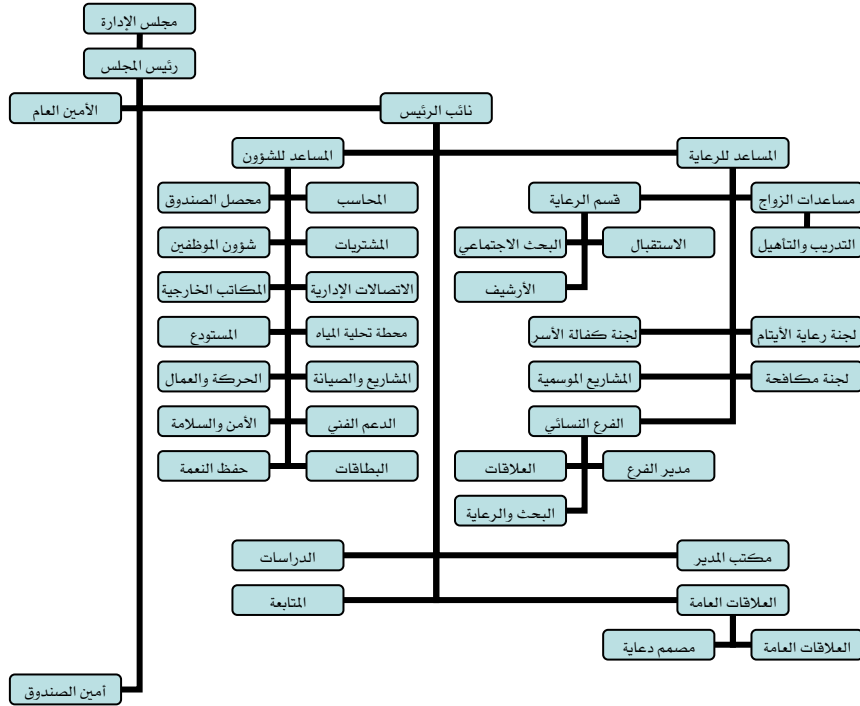 مجلس الإدارة
رئيس المجلس
نائب الرئيس
الأمين العام
المساعد للرعاية
المساعد للشؤون
مساعدات الزواج
قسم الرعاية
المحاسب
محصل الصندوق
التدريب والتأهيل
الاستقبال
البحث الاجتماعي
المشتريات
شؤون الموظفين
الأرشيف
الاتصالات الإدارية
المكاتب الخارجية
لجنة رعاية الأيتام
لجنة كفالة الأسر
محطة تحلية المياه
المستودع
لجنة مكافحة
المشاريع الموسمية
المشاريع والصيانة
الحركة والعمال
الفرع النسائي
الدعم الفني
الأمن والسلامة
مدير الفرع
العلاقات
البطاقات
حفظ النعمة
البحث والرعاية
مكتب المدير
الدراسات
العلاقات العامة
المتابعة
العلاقات العامة
مصمم دعاية
أمين الصندوق